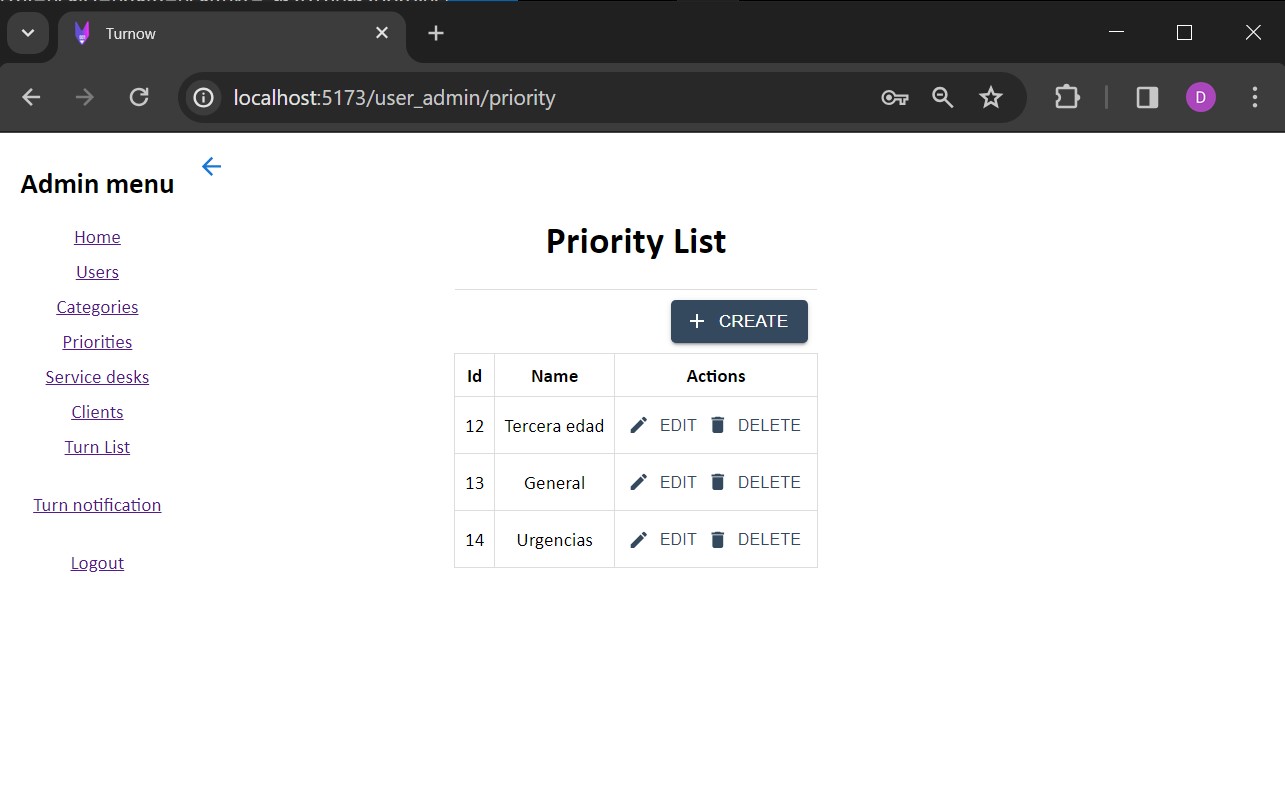 Turnow
localhost:5173/user_admin/priority
D
Admin menu
Home
Users
Categories
Priorities
Service desks
Clients
Turn List
Turn notification
Logout
Priority List
CREATE
Id Name Actions
12 Tercera edad EDIT DELETE
13 General EDIT DELETE
14 Urgencias EDIT DELETE